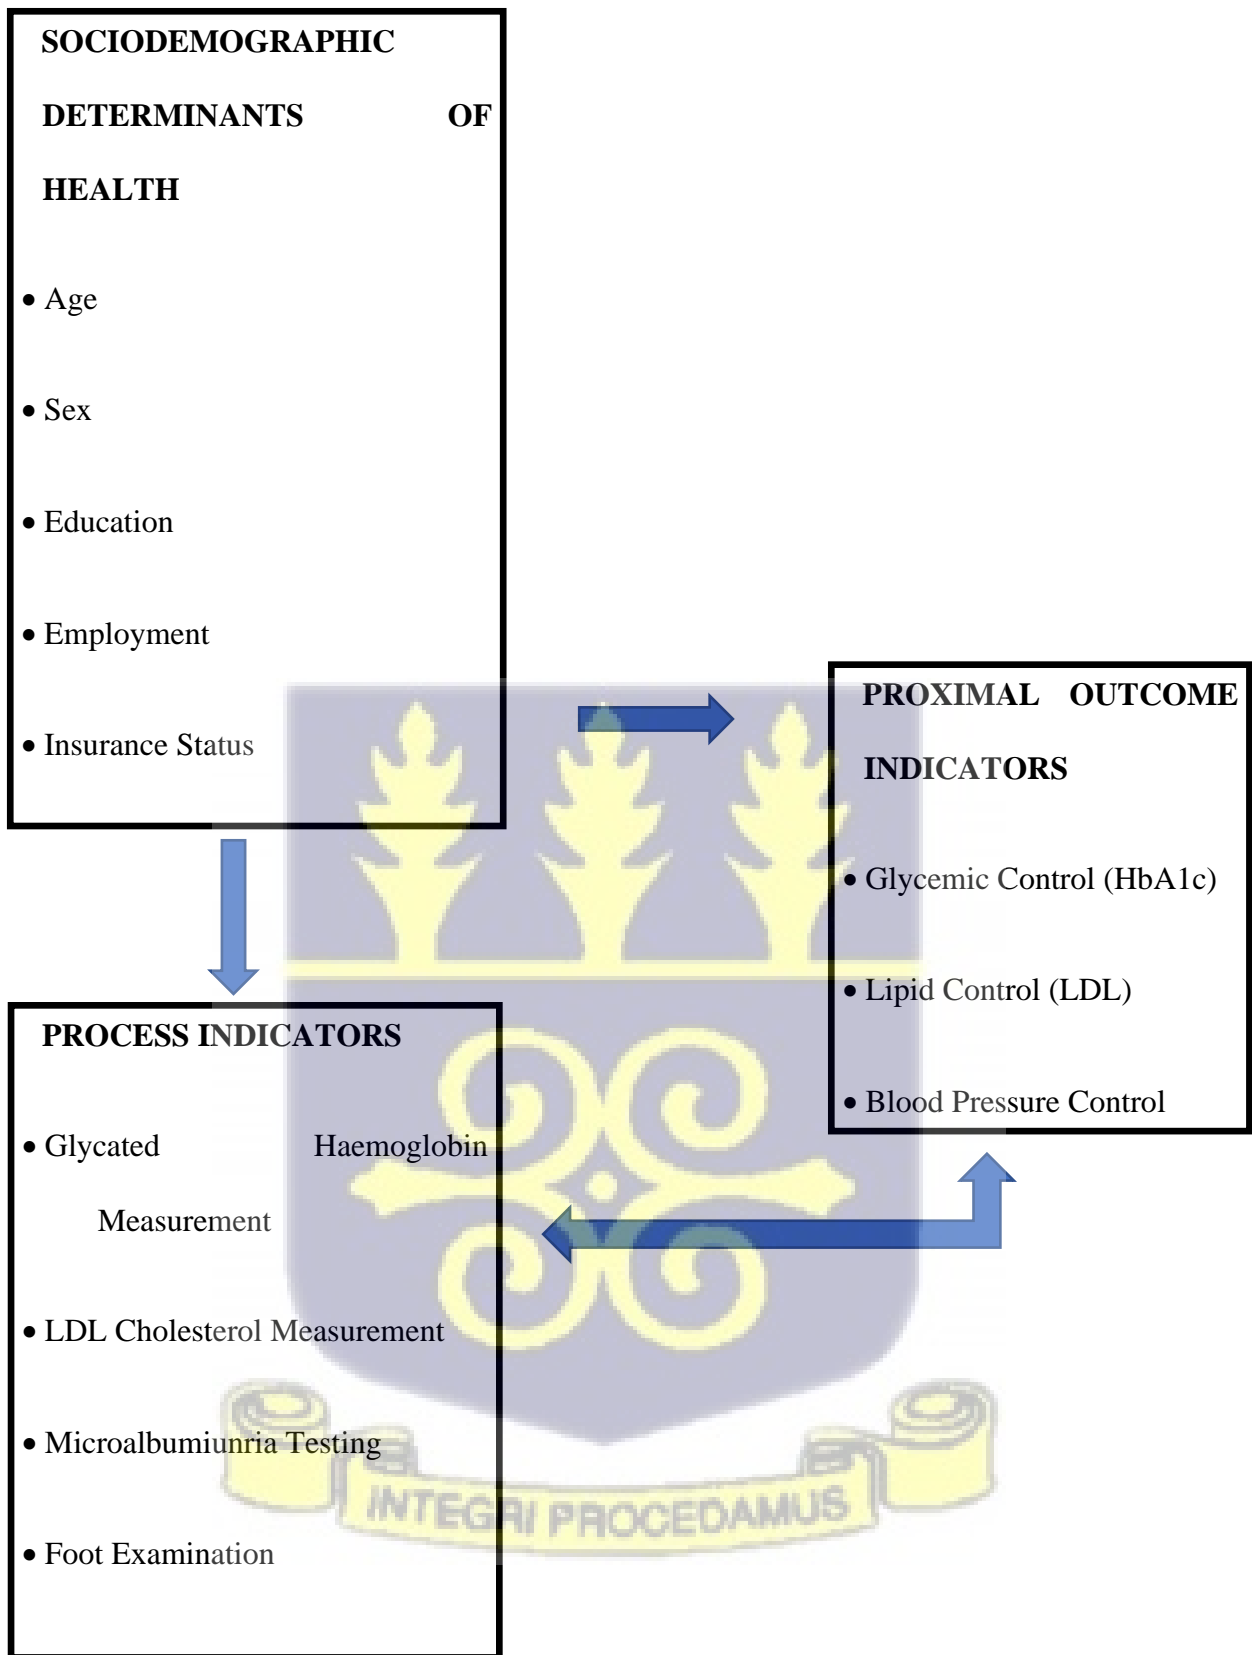 SOCIODEMOGRAPHIC
DETERMINANTS OF
HEALTH
• Age
• Sex
• Education
• Employment
• Insurance Status
PROXIMAL OUTCOME
INDICATORS
• Glycemic Control (HbA1c)
• Lipid Control (LDL)
• Blood Pressure Control
PROCESS INDICATORS
• Glycated Haemoglobin
Measurement
• LDL Cholesterol Measurement
• Microalbumiunria Testing
• Foot Examination
INTEGRI PROCEDAMUS